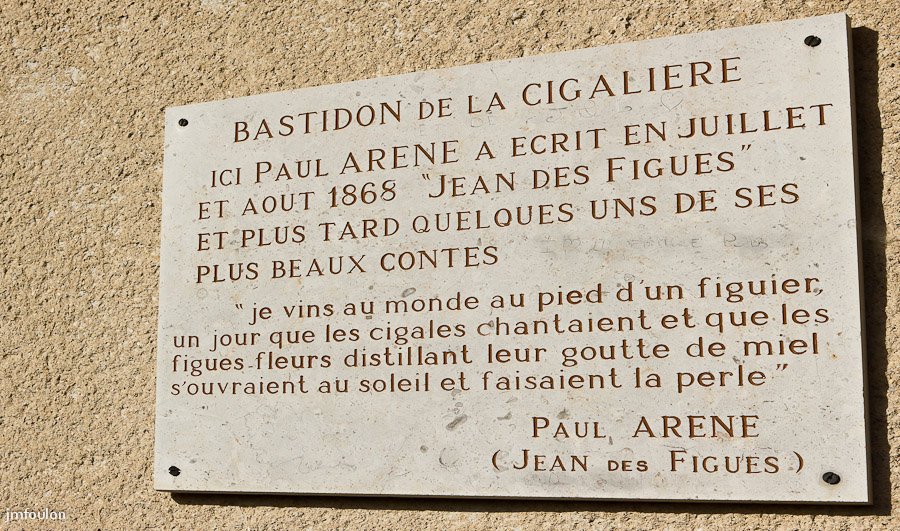 BASTIDON DE LA CIGALIERE
ICI PAUL ARENE A ECRIT EN JUILLET
ET AOUT 1868 "JEAN DES FIGUES"
ET PLUS TARD QUELQUES UNS DE SES
PLUS BEAUX CONTES
"je vins au monde au pied d'un figuier,
un jour que les cigales chantaient et que les
figues-fleurs distillant leur goutte de miel
s'ouvraient au soleil et faisaient la perle"
PAUL ARENE
(JEAN DES FIGUES)
jmfoulon